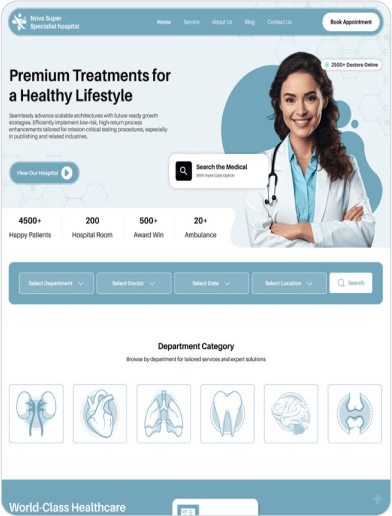 Nova Super
Specialist hospital
Home
Service
About Us
Blog
Contact Us
Book Appointment
2500+ Doctors Online
Premium Treatments for
a Healthy Lifestyle
Seamlessly advance scalable architectures with future-ready growth
strategies. Efficiently implement low-risk, high-return process
enhancements tailored for mission-critical testing procedures, especially
in publishing and related industries.
View Our Hospital
Search the Medical
With more Care Option
4500+
Happy Patients
200
Hospital Room
500+
Award Win
20+
Ambulance
Select Department
Select Doctor
Select Date
Select Location
Search
Department Category
Browse by department for tailored services and expert solutions
World-Class Healthcare